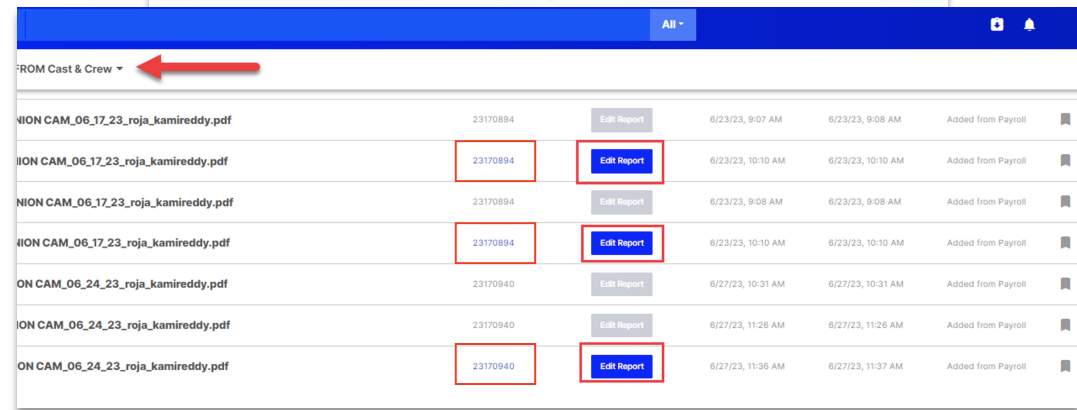 All
FROM Cast & Crew
NION CAM_06_17_23_roja_kamireddy.pdf 23170894 Edit Report 6/23/23, 9:07 AM 6/23/23, 9:08 AM Added from Payroll
IION CAM_06_17_23_roja_kamireddy.pdf 23170894 Edit Report 6/23/23, 10:10 AM 6/23/23, 10:10 AM Added from Payroll
NION CAM_06_17_23_roja_kamireddy.pdf 23170894 Edit Report 6/23/23, 9:08 AM 6/23/23, 9:08 AM Added from Payroll
NION CAM_06_17_23_roja_kamireddy.pdf 23170894 Edit Report 6/23/23, 10:10 AM 6/23/23, 10:10 AM Added from Payroll
ON CAM_06_24_23_roja_kamireddy.pdf 23170940 Edit Report 6/27/23, 10:31 AM 6/27/23, 10:31 AM Added from Payroll
ION CAM_06_24_23_roja_kamireddy.pdf 23170940 Edit Report 6/27/23, 11:26 AM 6/27/23, 11:26 AM Added from Payroll
ON CAM_06_24_23_roja_kamireddy.pdf 23170940 Edit Report 6/27/23, 11:36 AM 6/27/23, 11:37 AM Added from Payroll